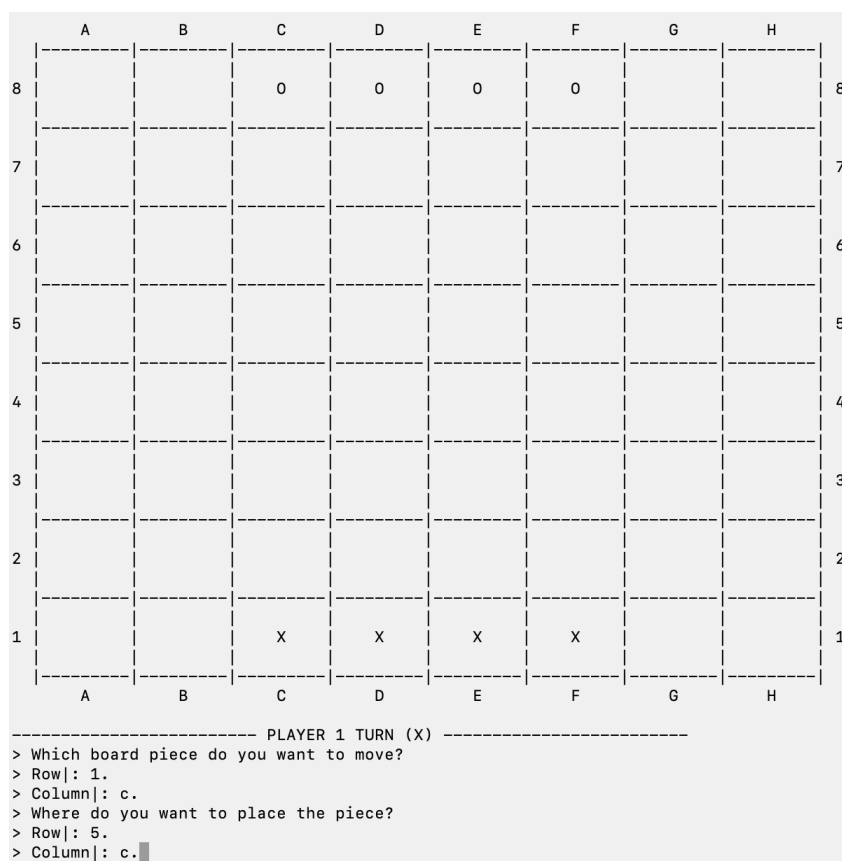 A B C D E F G H
|---------|---------|---------|---------|---------|---------|---------|---------|
8 | | | O | O | O | O | | | 8
|---------|---------|---------|---------|---------|---------|---------|---------|
7 | | | | | | | | | 7
|---------|---------|---------|---------|---------|---------|---------|---------|
6 | | | | | | | | | 6
|---------|---------|---------|---------|---------|---------|---------|---------|
5 | | | | | | | | | 5
|---------|---------|---------|---------|---------|---------|---------|---------|
4 | | | | | | | | | 4
|---------|---------|---------|---------|---------|---------|---------|---------|
3 | | | | | | | | | 3
|---------|---------|---------|---------|---------|---------|---------|---------|
2 | | | | | | | | | 2
|---------|---------|---------|---------|---------|---------|---------|---------|
1 | | | X | X | X | X | | | 1
|---------|---------|---------|---------|---------|---------|---------|---------|
A B C D E F G H
------------------------- PLAYER 1 TURN (X) -------------------------
> Which board piece do you want to move?
> Row|: 1.
> Column|: c.
> Where do you want to place the piece?
> Row|: 5.
> Column|: c.